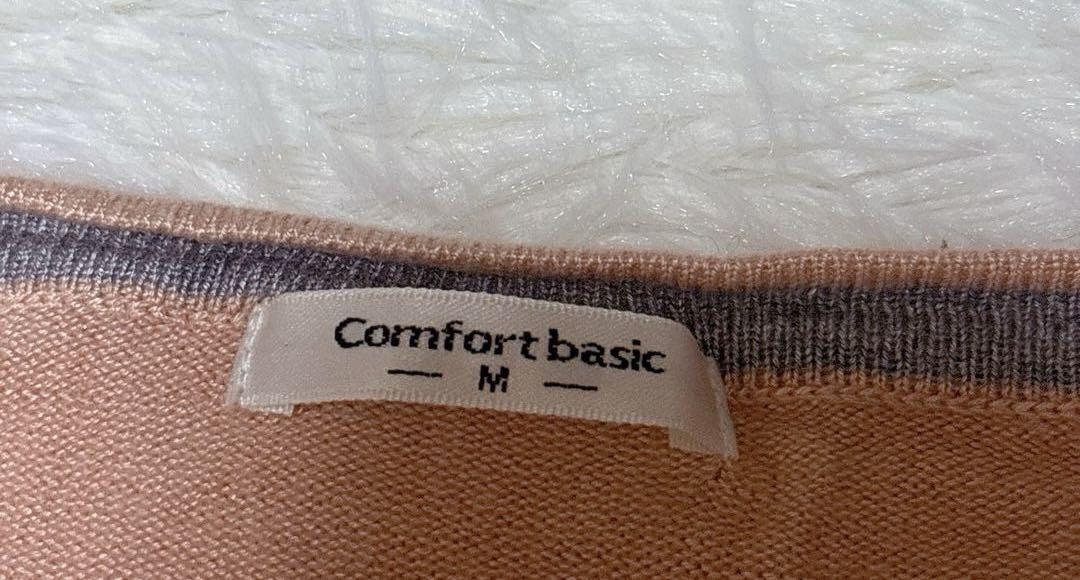 Comfort basic
— M —